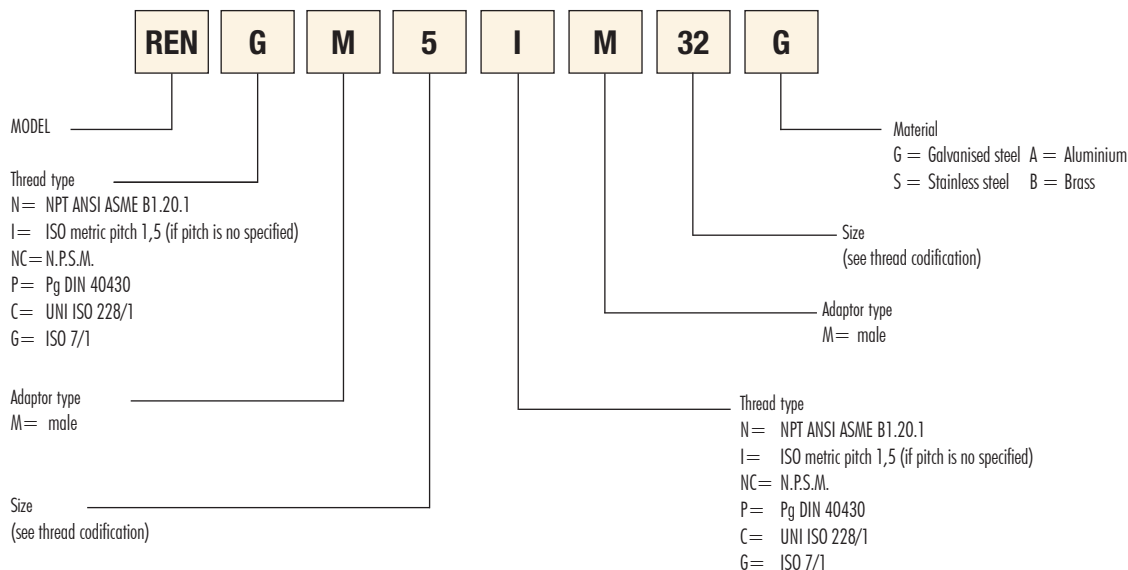 REN G M 5 I M 32 G
MODEL
Thread type
N= NPT ANSI ASME B1.20.1
I= ISO metric pitch 1,5 (if pitch is no specified)
NC= N.P.S.M.
P= Pg DIN 40430
C= UNI ISO 228/1
G= ISO 7/1
Adaptor type
M= male
Size
(see thread codification)
Material
G = Galvanised steel A = Aluminium
S = Stainless steel B = Brass
Size
(see thread codification)
Adaptor type
M= male
Thread type
N= NPT ANSI ASME B1.20.1
I= ISO metric pitch 1,5 (if pitch is no specified)
NC= N.P.S.M.
P= Pg DIN 40430
C= UNI ISO 228/1
G= ISO 7/1